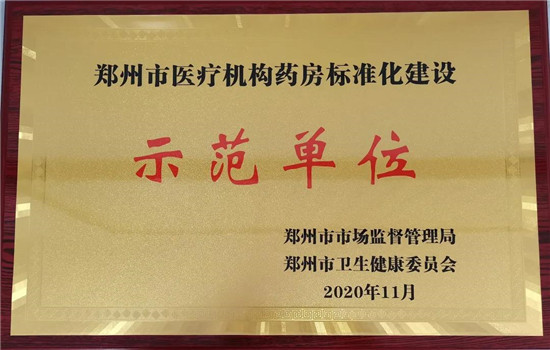 郑州市医疗机构药房标准化建设
示范单位
郑州市市场监督管理局
郑州市卫生健康委员会
2020年11月